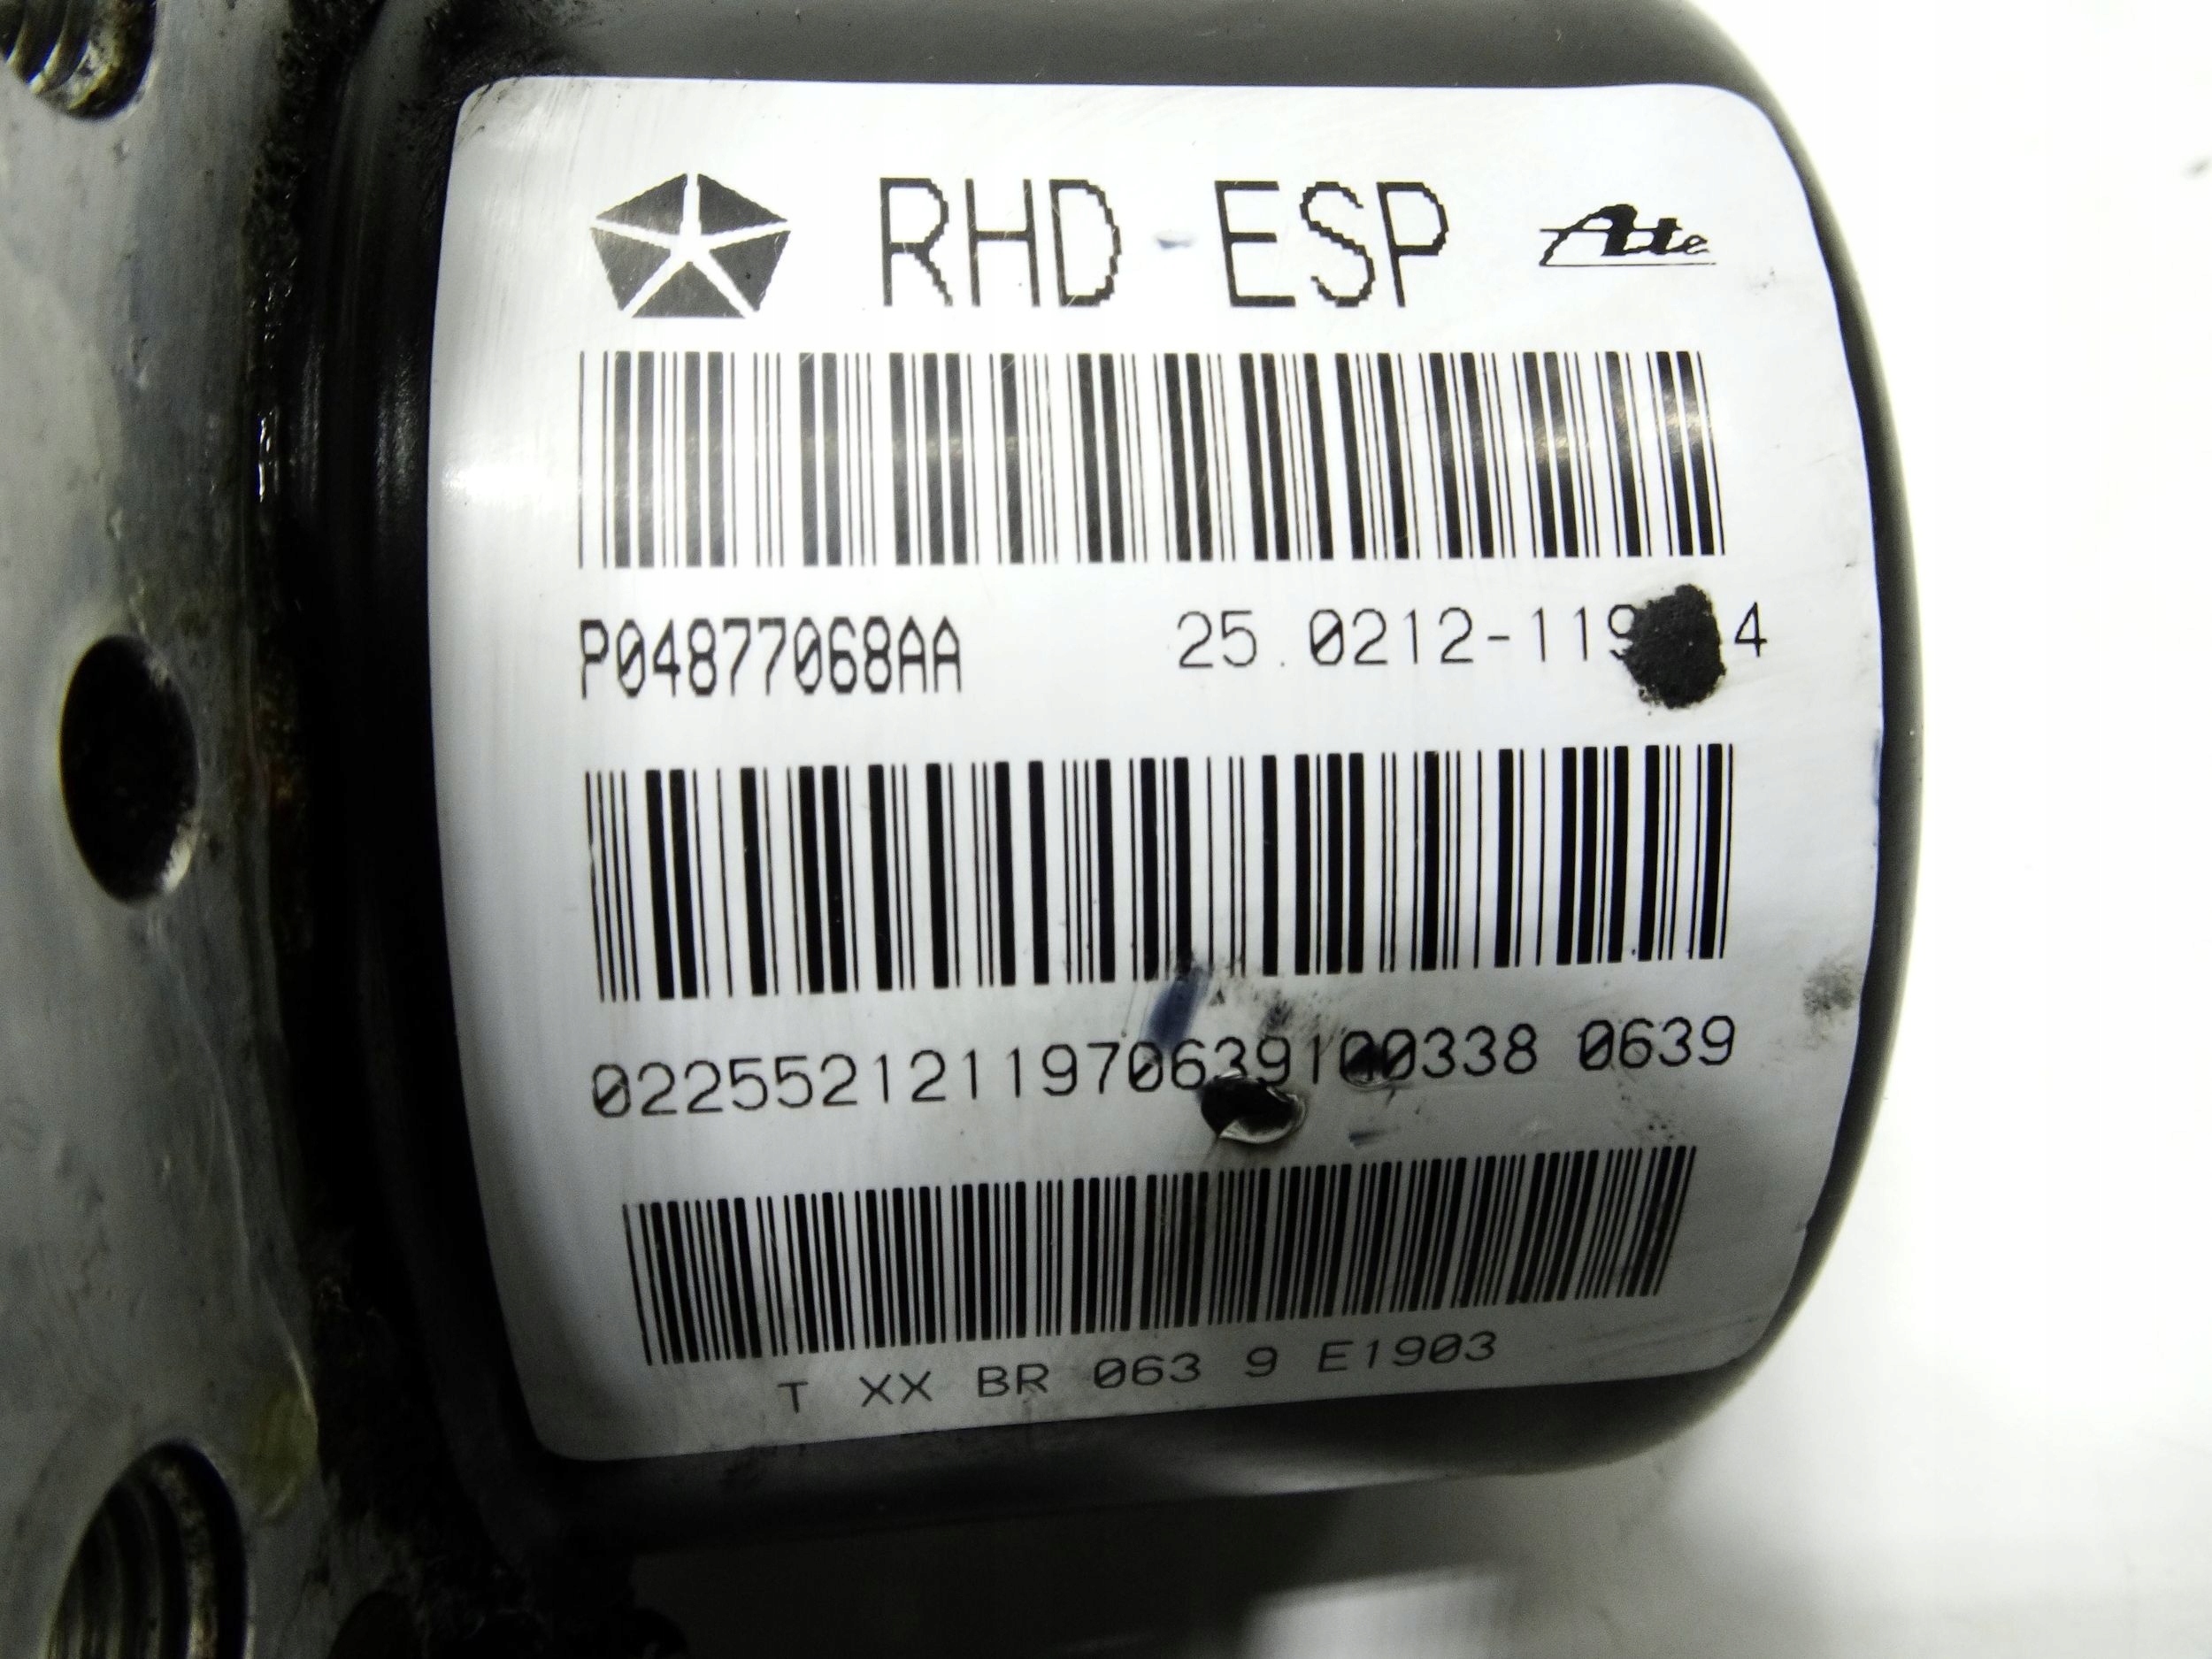 RHD-ESP Ate
P04877068AA
02255212119706391００338 0639
T XX BR 063 9 E1903